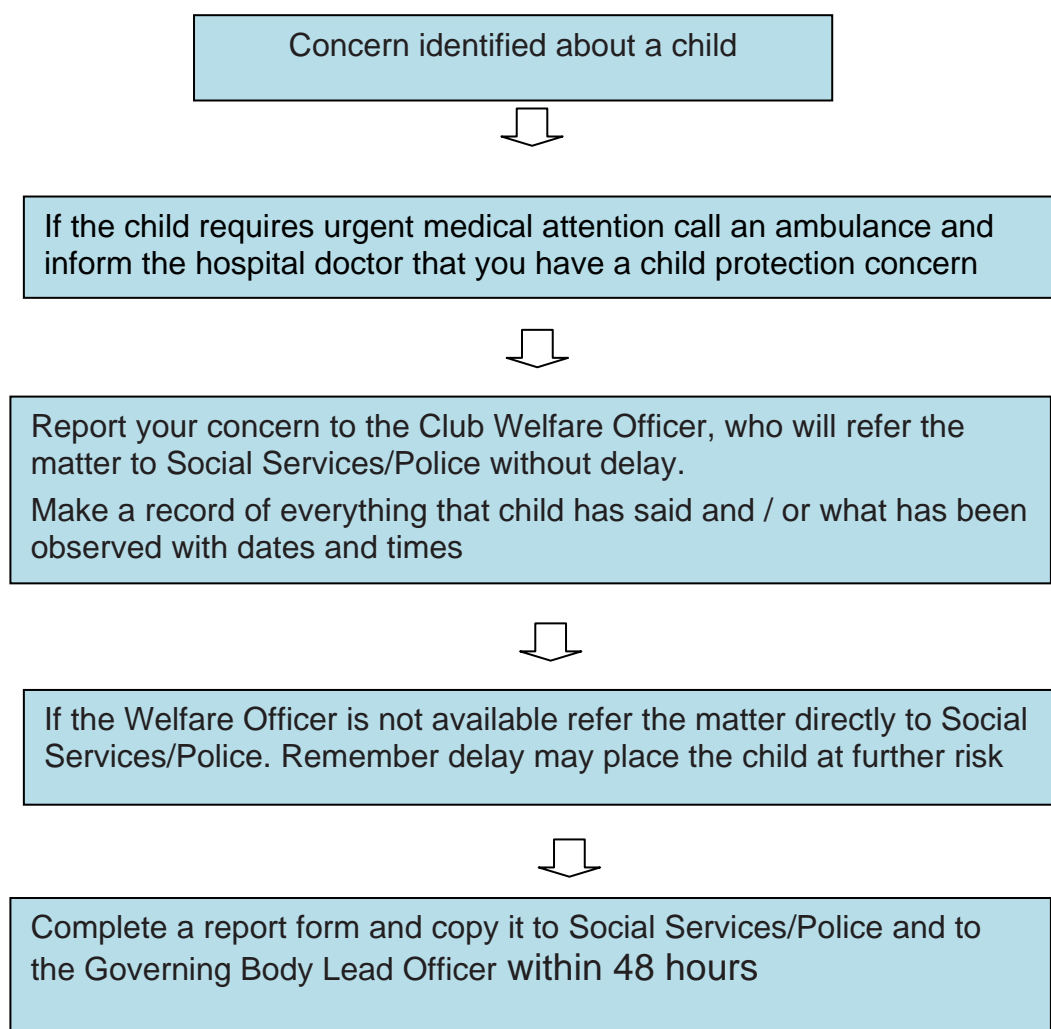 Concern identified about a child
If the child requires urgent medical attention call an ambulance and
inform the hospital doctor that you have a child protection concern
Report your concern to the Club Welfare Officer, who will refer the
matter to Social Services/Police without delay.
Make a record of everything that child has said and / or what has been
observed with dates and times
If the Welfare Officer is not available refer the matter directly to Social
Services/Police. Remember delay may place the child at further risk
Complete a report form and copy it to Social Services/Police and to
the Governing Body Lead Officer within 48 hours